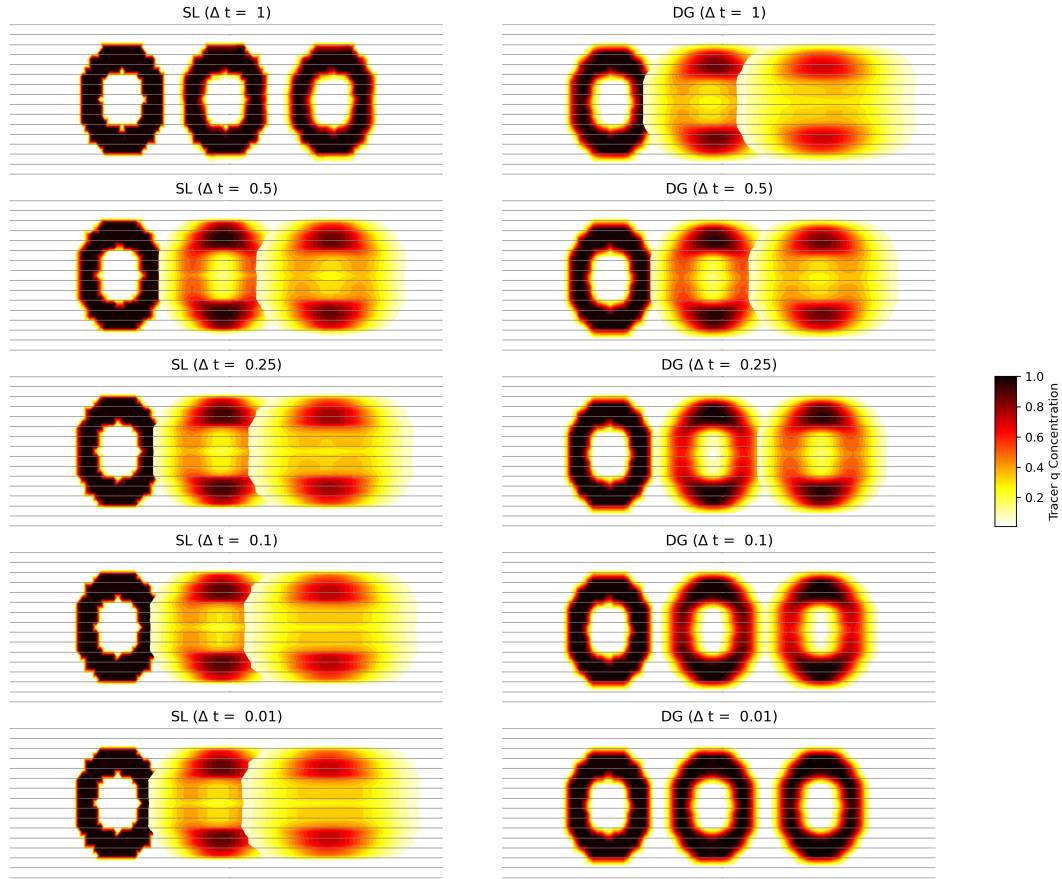 SL (Δ t =  1)
DG (Δ t =  1)
SL (Δ t =  0.5)
DG (Δ t =  0.5)
SL (Δ t =  0.25)
DG (Δ t =  0.25)
1.0
0.8
0.6
0.4
0.2
Tracer q Concentration
SL (Δ t =  0.1)
DG (Δ t =  0.1)
SL (Δ t =  0.01)
DG (Δ t =  0.01)